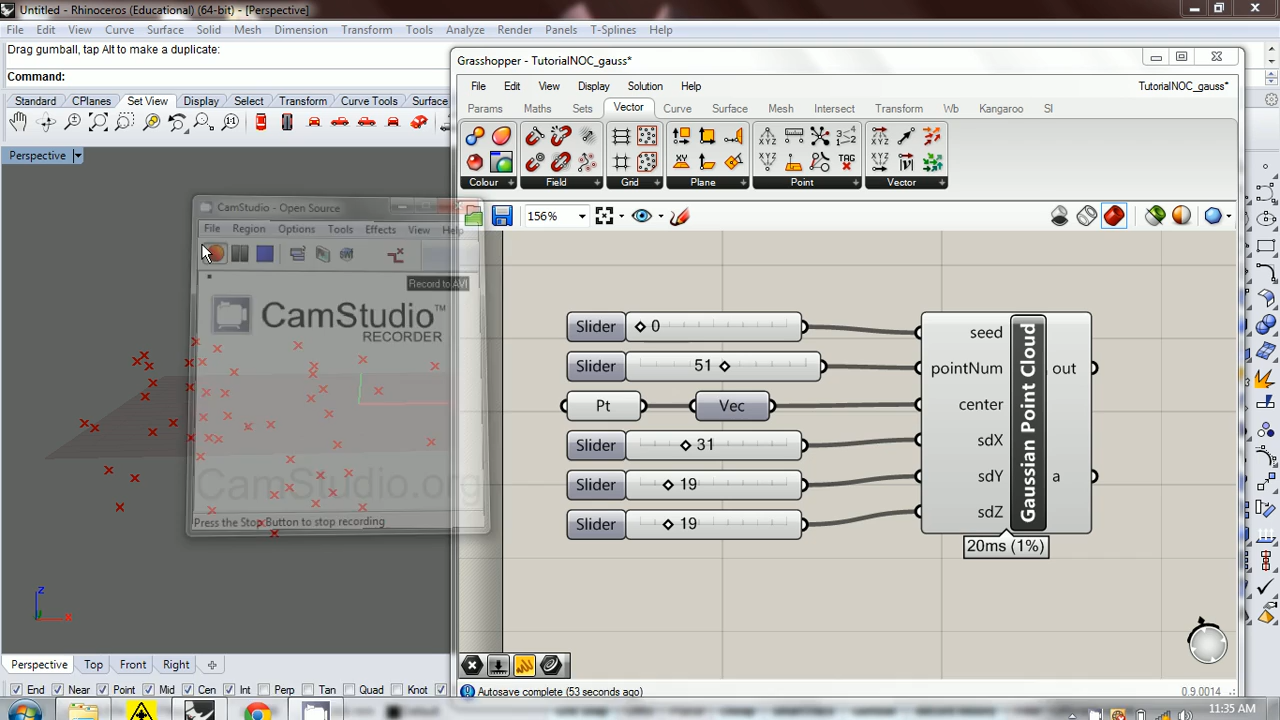 Untitled - Rhinoceros (Educational) (64-bit) - [Perspective]
File Edit View Curve Surface Solid Mesh Dimension Transform Tools Analyze Render Panels T-Splines Help
Drag gumball, tap Alt to make a duplicate:
Command:
Standard CPlanes Set View Display Select Transform Curve Tools Surface
Perspective
CamStudio - Open Source
File Region Options Tools Effects View Help
Record to AVI
CamStudio™
RECORDER
CamStudio.org
Press the Stop Button to stop recording
z
x
Perspective Top Front Right
End Near Point Mid Cen Int Perp Tan Quad Knot
Grasshopper - TutorialNOC_gauss*
File Edit View Display Solution Help
TutorialNOC_gauss*
Params Maths Sets Vector Curve Surface Mesh Intersect Transform Wb Kangaroo SI
Colour Field Grid Plane Point Vector
156%
Slider 0
Slider 51
Pt Vec
Slider 31
Slider 19
Slider 19
seed
pointNum
center
sdX
sdY
sdZ
Gaussian Point Cloud
out
a
20ms (1%)
Autosave complete (53 seconds ago)
0.9.0014
11:35 AM